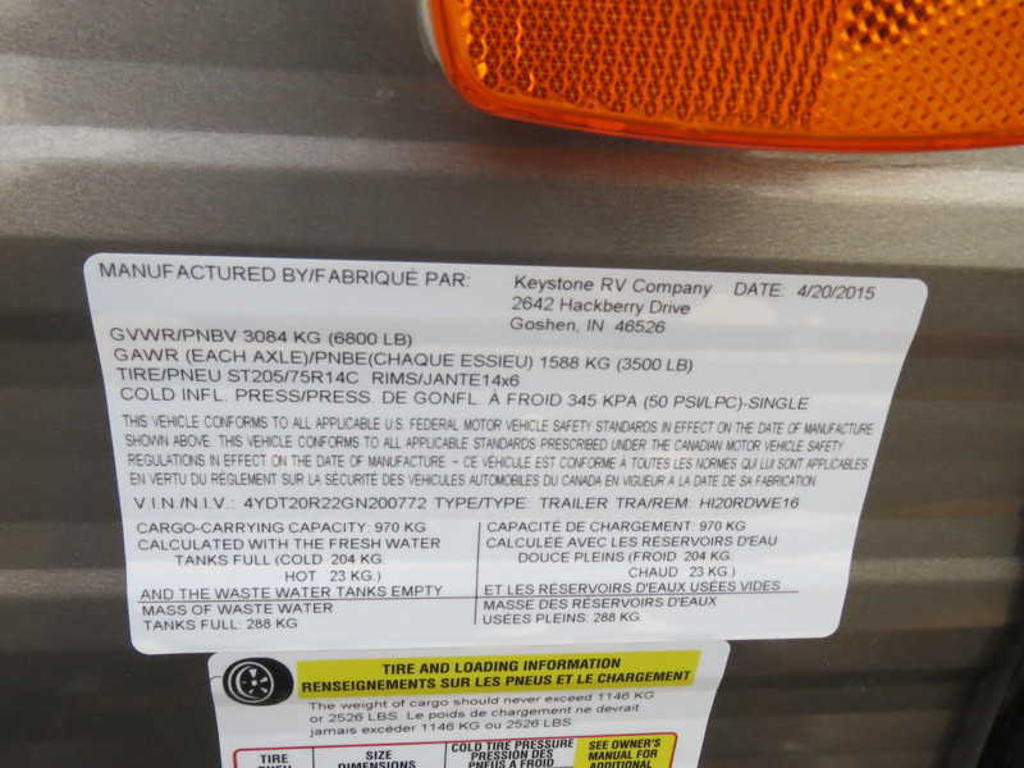 MANUFACTURED BY/FABRIQUÉ PAR: Keystone RV Company DATE: 4/20/2015
2642 Hackberry Drive
Goshen, IN 46526
GVWR/PNBV 3084 KG (6800 LB)
GAWR (EACH AXLE)/PNBE(CHAQUE ESSIEU) 1588 KG (3500 LB)
TIRE/PNEU ST205/75R14C RIMS/JANTE14x6
COLD INFL. PRESS/PRESS. DE GONFL. À FROID 345 KPA (50 PSI/LPC)-SINGLE
THIS VEHICLE CONFORMS TO ALL APPLICABLE U.S. FEDERAL MOTOR VEHICLE SAFETY STANDARDS IN EFFECT ON THE DATE OF MANUFACTURE
SHOWN ABOVE. THIS VEHICLE CONFORMS TO ALL APPLICABLE STANDARDS PRESCRIBED UNDER THE CANADIAN MOTOR VEHICLE SAFETY
REGULATIONS IN EFFECT ON THE DATE OF MANUFACTURE - CE VÉHICULE EST CONFORME À TOUTES LES NORMES QUI LUI SONT APPLICABLES
EN VERTU DU RÈGLEMENT SUR LA SÉCURITÉ DES VÉHICULES AUTOMOBILES DU CANADA EN VIGUEUR À LA DATE DE SA FABRICATION
V.I.N./N.I.V.: 4YDT20R22GN200772 TYPE/TYPE: TRAILER TRA/REM: HI20RDWE16
CARGO-CARRYING CAPACITY: 970 KG
CALCULATED WITH THE FRESH WATER
TANKS FULL (COLD 204 KG.
HOT 23 KG.)
AND THE WASTE WATER TANKS EMPTY
MASS OF WASTE WATER
TANKS FULL: 288 KG
CAPACITÉ DE CHARGEMENT: 970 KG
CALCULÉE AVEC LES RÉSERVOIRS D'EAU
DOUCE PLEINS (FROID 204 KG.
CHAUD 23 KG.)
ET LES RÉSERVOIRS D'EAUX USÉES VIDES
MASSE DES RÉSERVOIRS D'EAUX
USÉES PLEINS: 288 KG.
TIRE AND LOADING INFORMATION
RENSEIGNEMENTS SUR LES PNEUS ET LE CHARGEMENT
The weight of cargo should never exceed 1146 KG
or 2526 LBS. Le poids de chargement ne devrait
jamais excéder 1146 KG ou 2526 LBS
TIRE
SIZE
DIMENSIONS
COLD TIRE PRESSURE
PRESSION DES
PNEUS A FROID
SEE OWNER'S
MANUAL FOR
ADDITIONAL